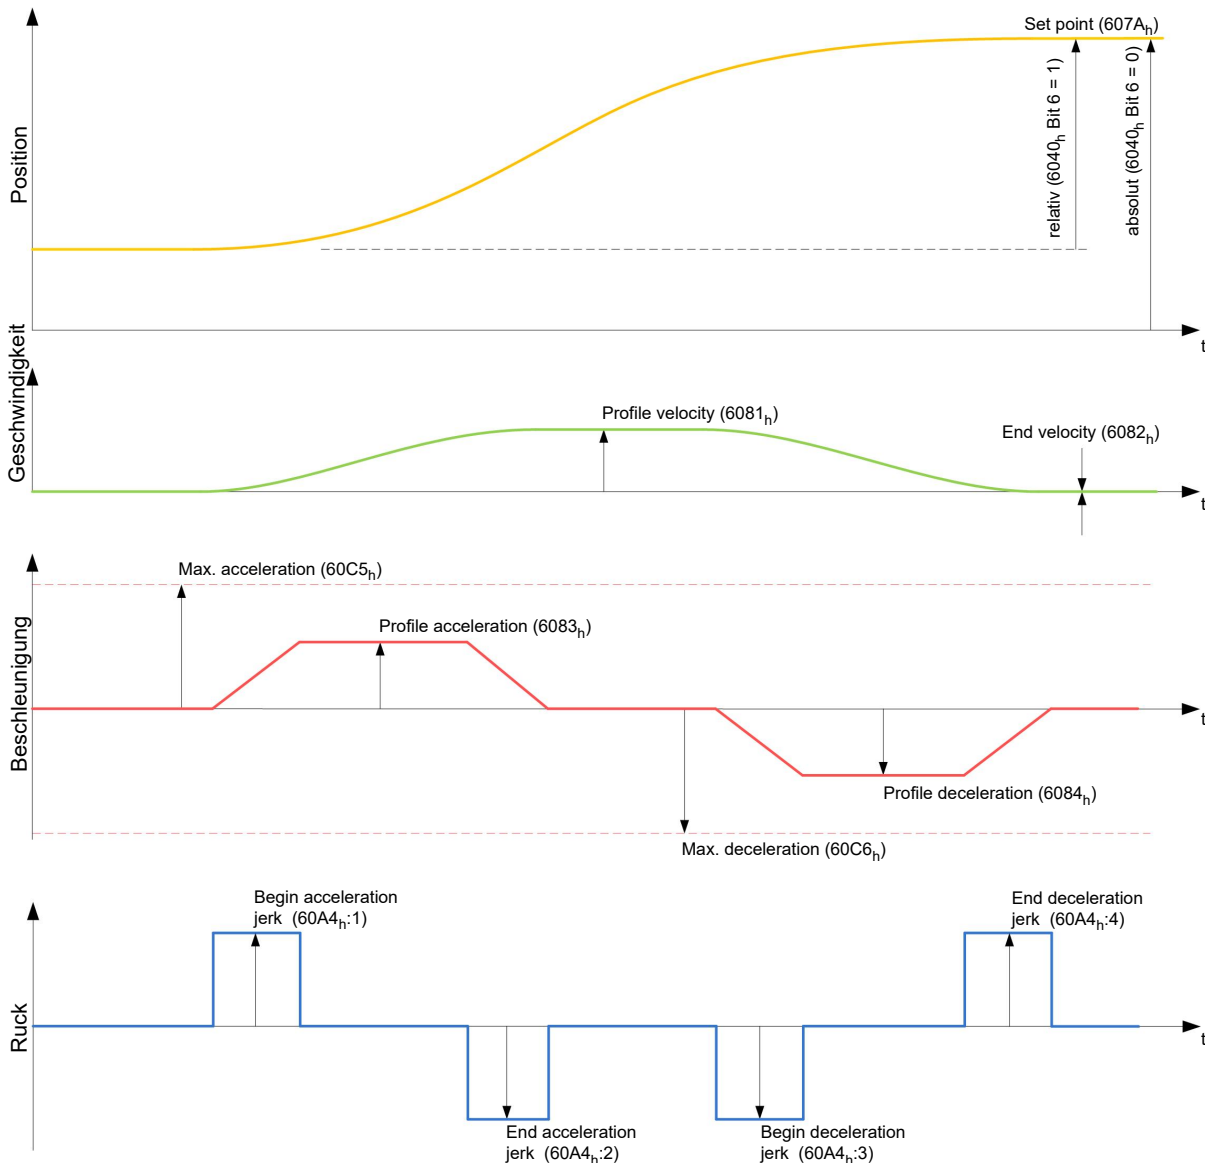 Set point (607Ah)
relativ (6040h Bit 6 = 1)
absolut (6040h Bit 6 = 0)
Position
t
Geschwindigkeit
Profile velocity (6081h)
End velocity (6082h)
t
Beschleunigung
Max. acceleration (60C5h)
Profile acceleration (6083h)
t
Profile deceleration (6084h)
Max. deceleration (60C6h)
Ruck
Begin acceleration
jerk (60A4h:1)
End deceleration
jerk (60A4h:4)
t
End acceleration
jerk (60A4h:2)
Begin deceleration
jerk (60A4h:3)